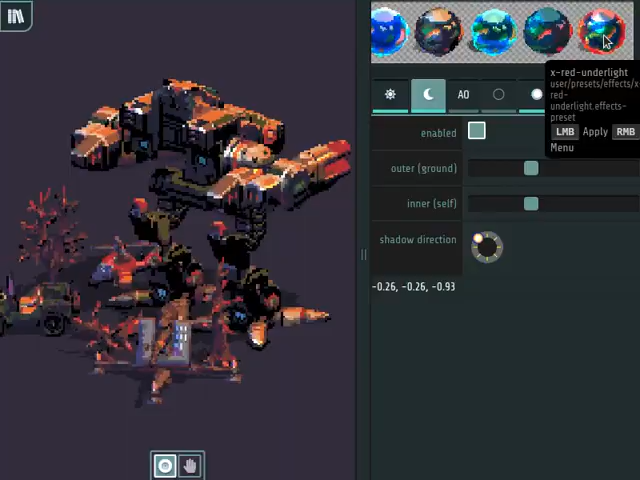 x-red-underlight
user/presets/effects/x
red-
underlight.effects-
preset
LMB Apply RMB
Menu
AO
enabled
outer (ground)
inner (self)
shadow direction
-0.26, -0.26, -0.93